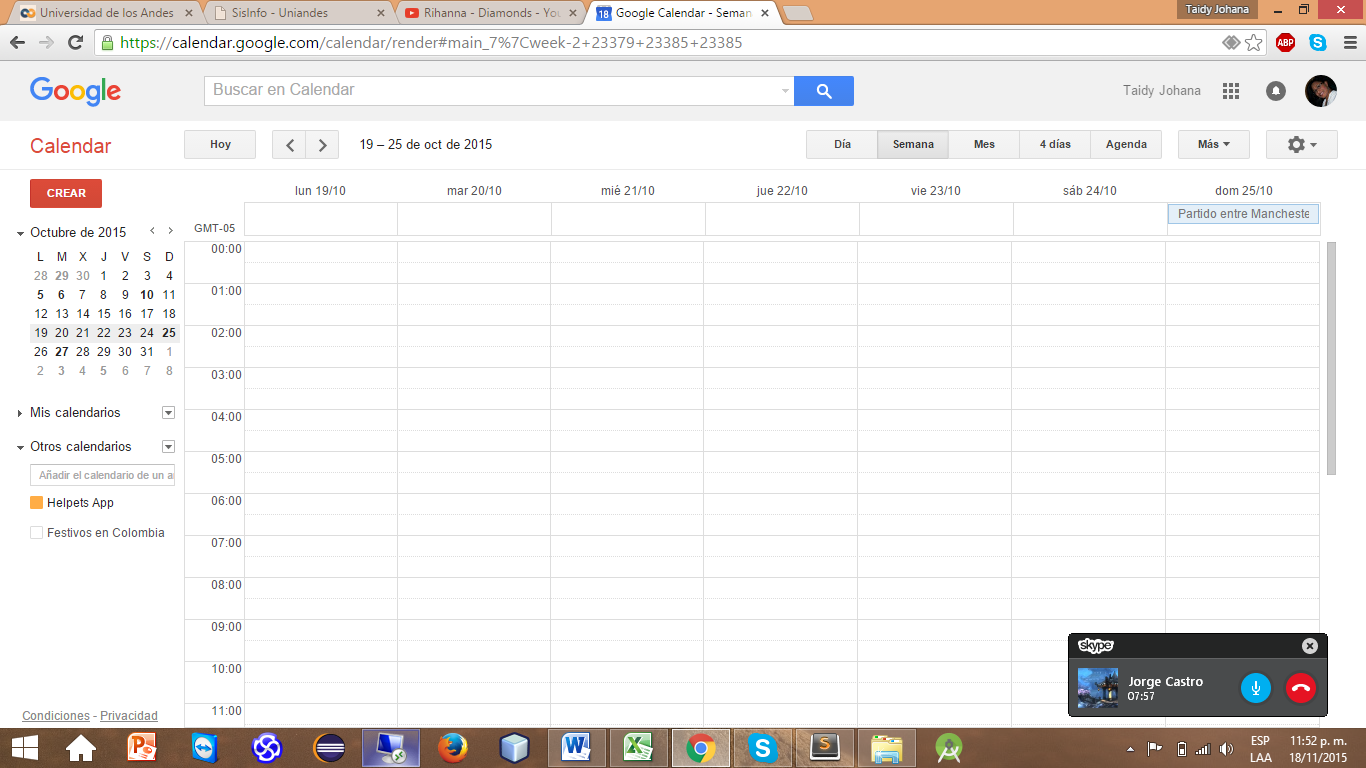 Universidad de los Andes
SisInfo - Uniandes
Rihanna - Diamonds - You
Google Calendar - Seman
Taidy Johana
https://calendar.google.com/calendar/render#main_7%7Cweek-2+23379+23385+23385
ABP
Google
Buscar en Calendar
Taidy Johana
Calendar
Hoy
19 – 25 de oct de 2015
Día
Semana
Mes
4 días
Agenda
Más
CREAR
lun 19/10
mar 20/10
mié 21/10
jue 22/10
vie 23/10
sáb 24/10
dom 25/10
GMT-05
Partido entre Mancheste
Octubre de 2015
L M X J V S D
28 29 30 1 2 3 4
5 6 7 8 9 10 11
12 13 14 15 16 17 18
19 20 21 22 23 24 25
26 27 28 29 30 31 1
2 3 4 5 6 7 8
Mis calendarios
Otros calendarios
Añadir el calendario de un a
Helpets App
Festivos en Colombia
00:00
01:00
02:00
03:00
04:00
05:00
06:00
07:00
08:00
09:00
10:00
11:00
skype
Jorge Castro
07:57
Condiciones - Privacidad
ESP
LAA
11:52 p. m.
18/11/2015